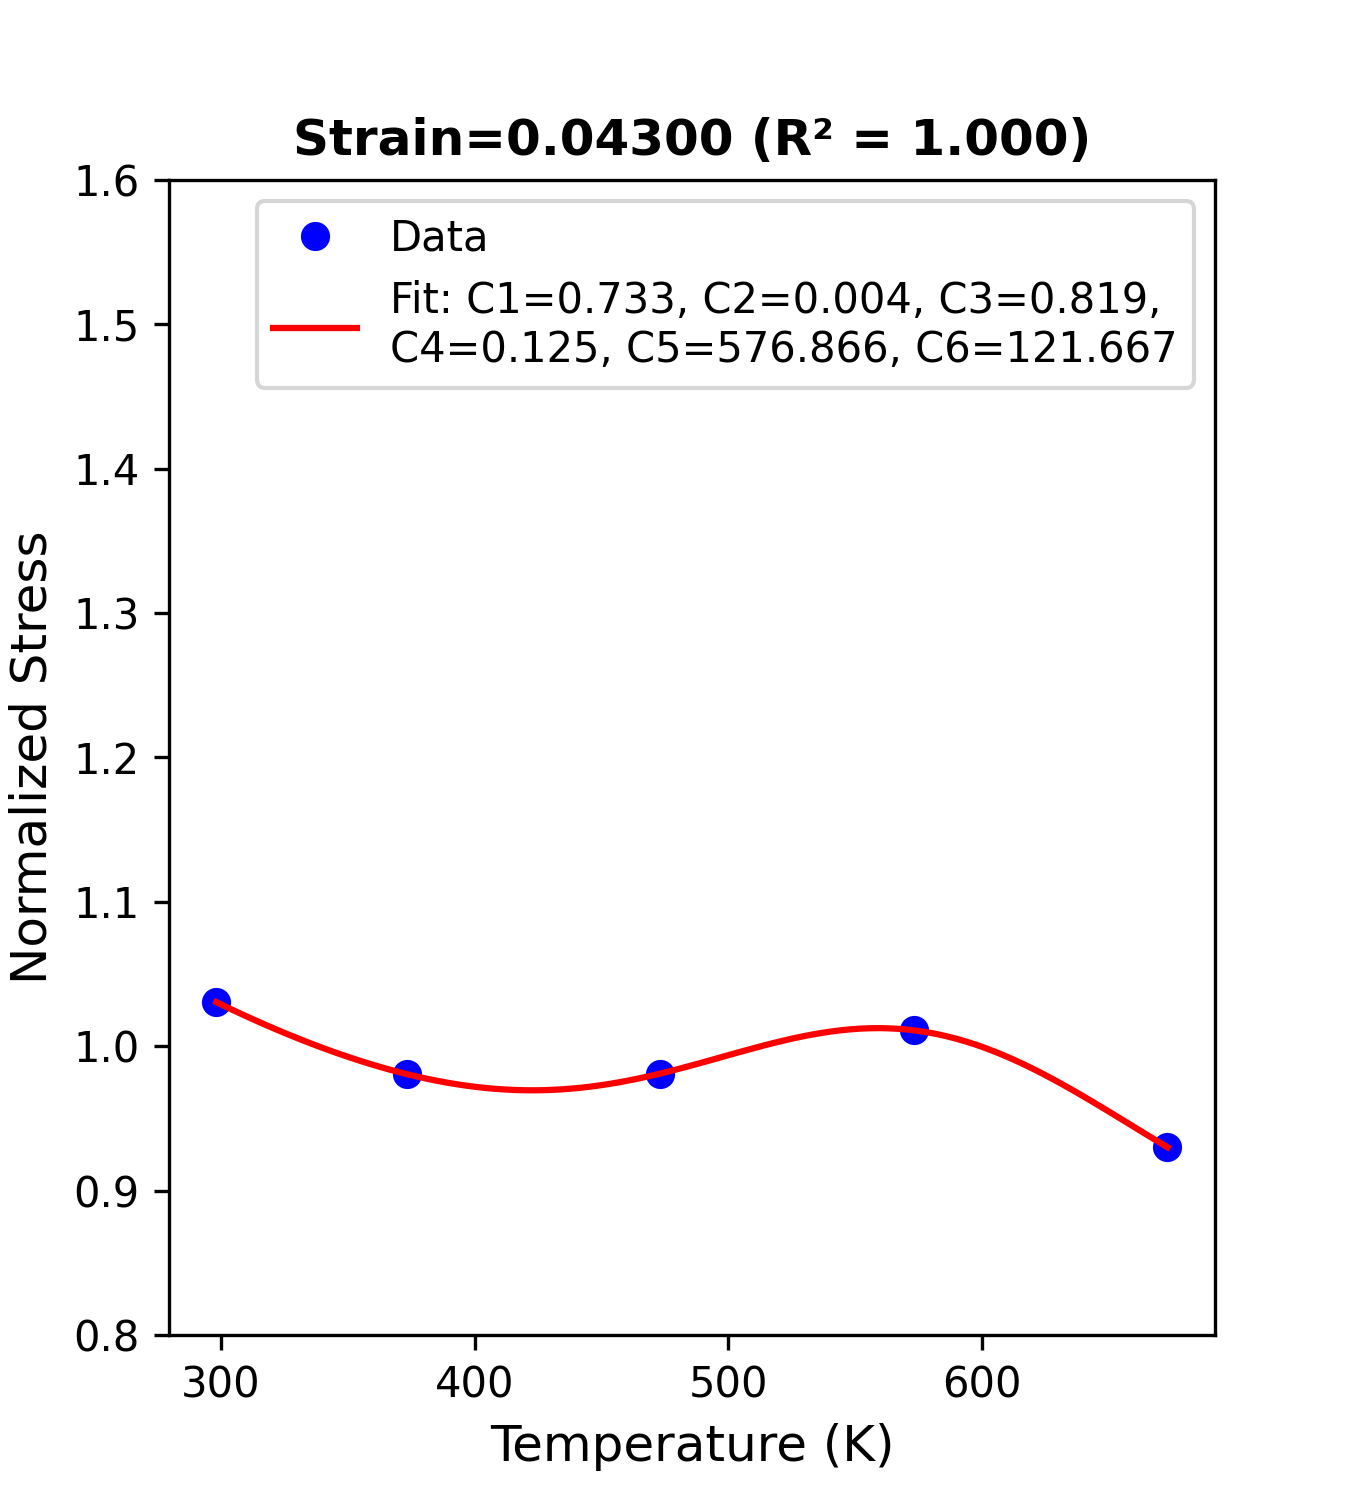 Strain=0.04300 (R² = 1.000)
1.6
1.5
1.4
1.3
1.2
1.1
1.0
0.9
0.8
Normalized Stress
Data
Fit: C1=0.733, C2=0.004, C3=0.819,
C4=0.125, C5=576.866, C6=121.667
300 400 500 600
Temperature (K)